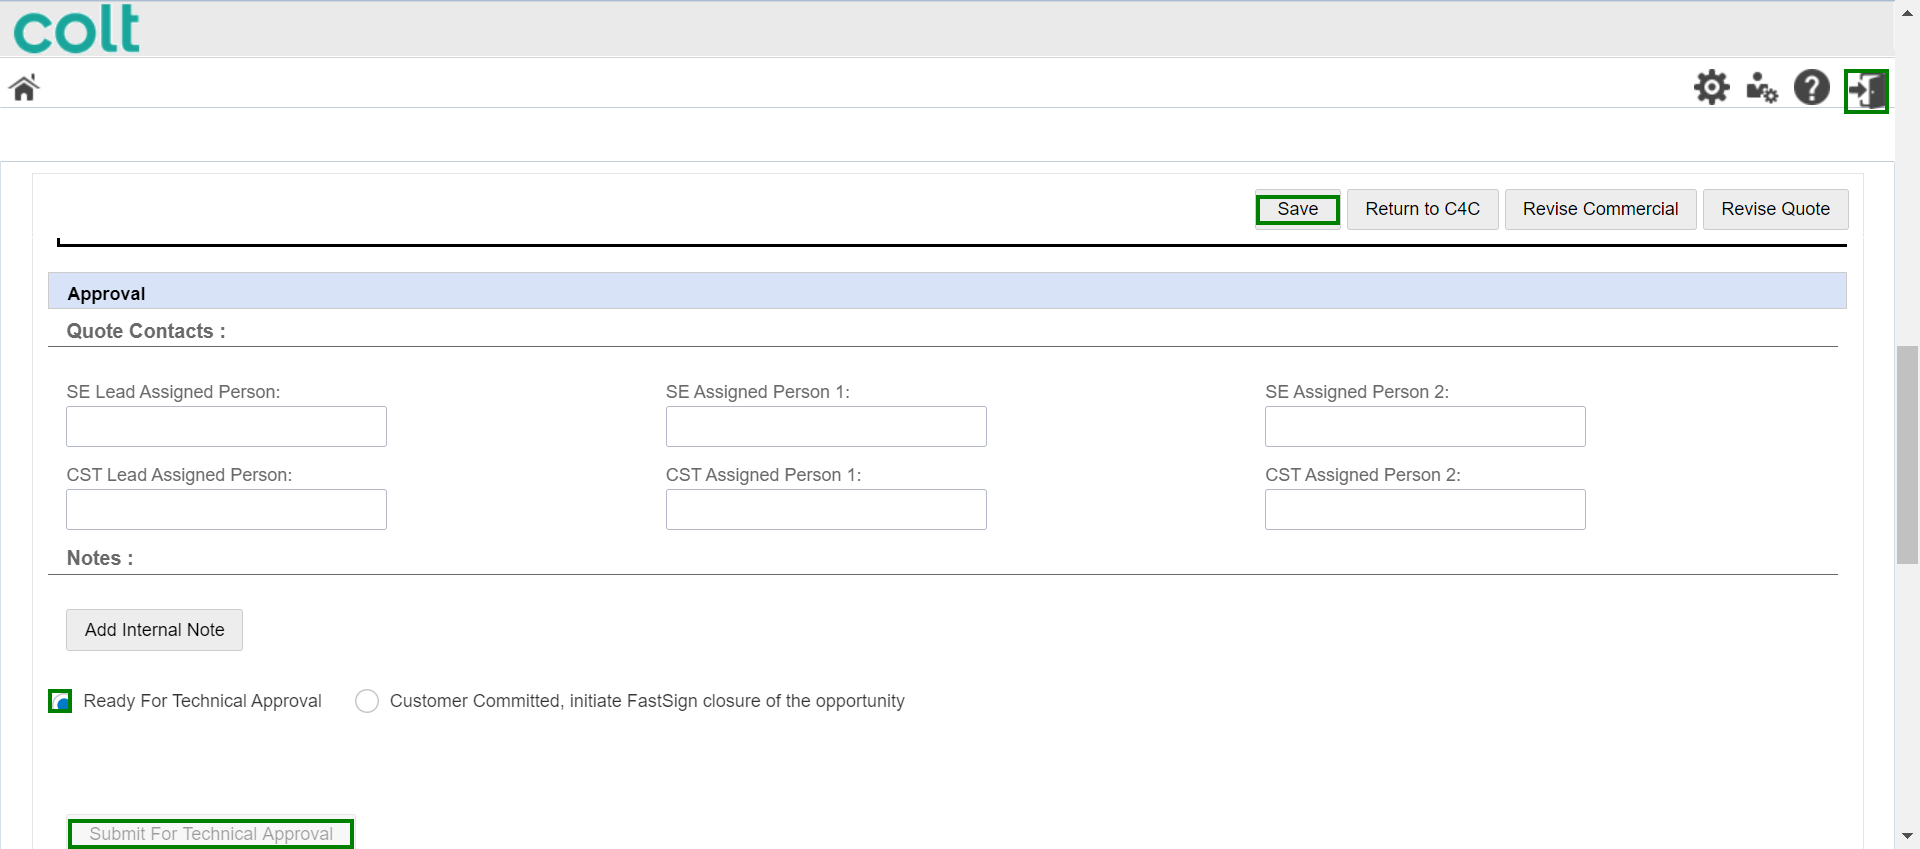 colt
Save Return to C4C Revise Commercial Revise Quote
Approval
Quote Contacts :
SE Lead Assigned Person: SE Assigned Person 1: SE Assigned Person 2:
CST Lead Assigned Person: CST Assigned Person 1: CST Assigned Person 2:
Notes :
Add Internal Note
Ready For Technical Approval Customer Committed, initiate FastSign closure of the opportunity
Submit For Technical Approval